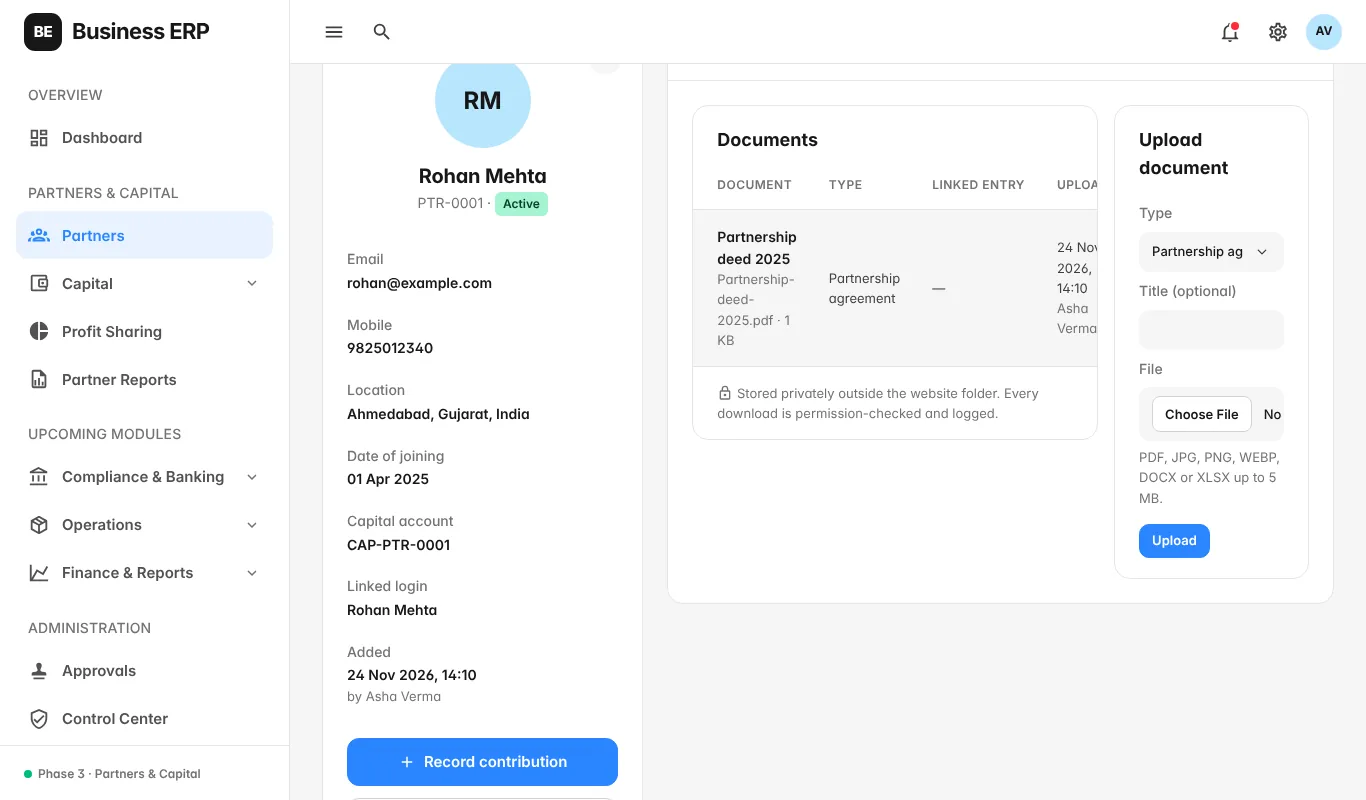 BE Business ERP
AV
OVERVIEW
Dashboard
PARTNERS & CAPITAL
Partners
Capital
Profit Sharing
Partner Reports
UPCOMING MODULES
Compliance & Banking
Operations
Finance & Reports
ADMINISTRATION
Approvals
Control Center
Phase 3 · Partners & Capital
RM
Rohan Mehta
PTR-0001 · Active
Email
rohan@example.com
Mobile
9825012340
Location
Ahmedabad, Gujarat, India
Date of joining
01 Apr 2025
Capital account
CAP-PTR-0001
Linked login
Rohan Mehta
Added
24 Nov 2026, 14:10
by Asha Verma
+ Record contribution
Documents
DOCUMENT TYPE LINKED ENTRY UPLOA
Partnership
deed 2025
Partnership-
deed-
2025.pdf · 1
KB
Partnership
agreement
—
24 Nov
2026,
14:10
Asha
Verma
Stored privately outside the website folder. Every
download is permission-checked and logged.
Upload
document
Type
Partnership ag
Title (optional)
File
Choose File No
PDF, JPG, PNG, WEBP,
DOCX or XLSX up to 5
MB.
Upload